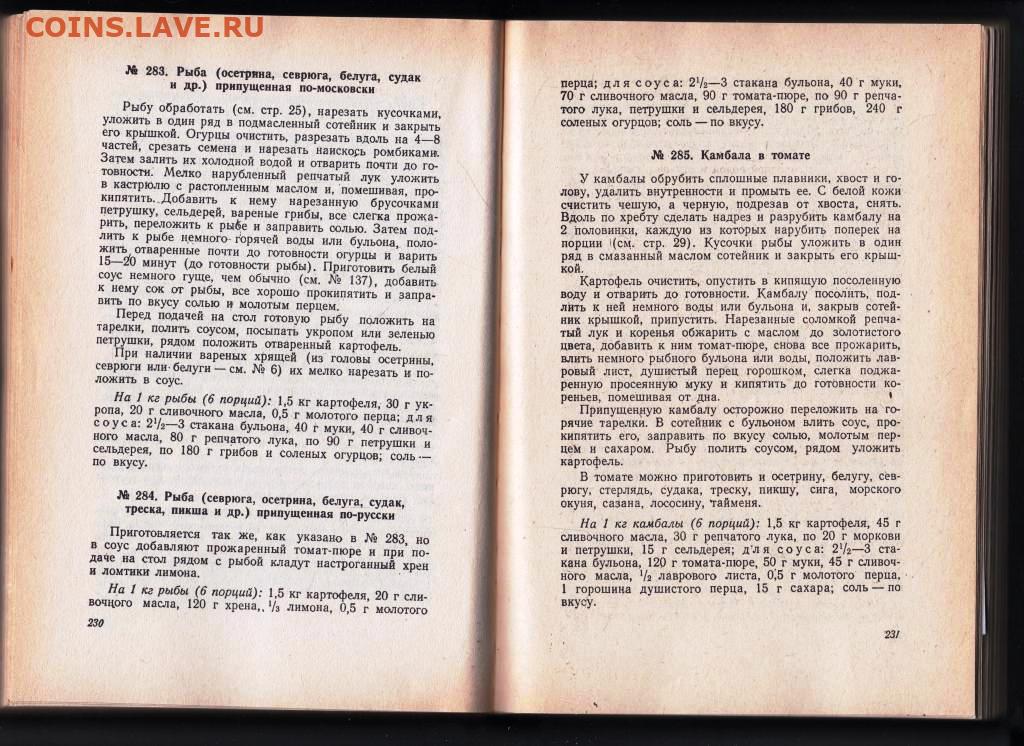 COINS.LAVE.RU
№ 283. Рыба (осетрина, севрюга, белуга, судак
и др.) припущенная по-московски
Рыбу обработать (см. стр. 25), нарезать кусочками,
уложить в один ряд в подмасленный сотейник и закрыть
его крышкой. Огурцы очистить, разрезать вдоль на 4—8
частей, срезать семена и нарезать наискось ромбиками.
Затем залить их холодной водой и отварить почти до го-
товности. Мелко нарубленный репчатый лук уложить
в кастрюлю с растопленным маслом и, помешивая, про-
кипятить. Добавить к нему нарезанную брусочками
петрушку, сельдерей, вареные грибы, все слегка прожа-
рить, переложить к рыбе и заправить солью. Затем под-
лить к рыбе немного горячей воды или бульона, поло-
жить отваренные почти до готовности огурцы и варить
15—20 минут (до готовности рыбы). Приготовить белый
соус немного гуще, чем обычно (см. № 137), добавить
к нему сок от рыбы, все хорошо прокипятить и запра-
вить по вкусу солью и молотым перцем.
Перед подачей на стол готовую рыбу положить на
тарелки, полить соусом, посыпать укропом или зеленью
петрушки, рядом положить отваренный картофель.
При наличии вареных хрящей (из головы осетрины,
севрюги или белуги — см. № 6) их мелко нарезать и по-
ложить в соус.
На 1 кг рыбы (6 порций): 1,5 кг картофеля, 30 г ук-
ропа, 20 г сливочного масла, 0,5 г молотого перца; для
соуса: 2½—3 стакана бульона, 40 г муки, 40 г сливоч-
ного масла, 80 г репчатого лука, по 90 г петрушки и
сельдерея, по 180 г грибов и соленых огурцов; соль —
по вкусу.
№ 284. Рыба (севрюга, осетрина, белуга, судак,
треска, пикша и др.) припущенная по-русски
Приготовляется так же, как указано в № 283, но
в соус добавляют прожаренный томат-пюре и при по-
даче на стол рядом с рыбой кладут настроганный хрен
и ломтики лимона.
На 1 кг рыбы (6 порций): 1,5 кг картофеля, 20 г сли-
вочного масла, 120 г хрена, ⅓ лимона, 0,5 г молотого
230
перца; для соуса: 2½—3 стакана бульона, 40 г муки,
70 г сливочного масла, 90 г томата-пюре, по 90 г репча-
того лука, петрушки и сельдерея, 180 г грибов, 240 г
соленых огурцов; соль — по вкусу.
№ 285. Камбала в томате
У камбалы обрубить сплошные плавники, хвост и го-
лову, удалить внутренности и промыть ее. С белой кожи
счистить чешую, а черную, подрезав от хвоста, снять.
Вдоль по хребту сделать надрез и разрубить камбалу на
2 половинки, каждую из которых нарубить поперек на
порции (см. стр. 29). Кусочки рыбы уложить в один
ряд в смазанный маслом сотейник и закрыть его крыш-
кой.
Картофель очистить, опустить в кипящую посоленную
воду и отварить до готовности. Камбалу посолить, под-
лить к ней немного воды или бульона и, закрыв сотей-
ник крышкой, припустить. Нарезанные соломкой репча-
тый лук и коренья обжарить с маслом до золотистого
цвета, добавить к ним томат-пюре, снова все прожарить,
влить немного рыбного бульона или воды, положить лав-
ровый лист, душистый перец горошком, слегка поджа-
ренную просеянную муку и кипятить до готовности ко-
реньев, помешивая от дна.
Припущенную камбалу осторожно переложить на го-
рячие тарелки. В сотейник с бульоном влить соус, про-
кипятить его, заправить по вкусу солью, молотым пер-
цем и сахаром. Рыбу полить соусом, рядом уложить
картофель.
В томате можно приготовить и осетрину, белугу, сев-
рюгу, стерлядь, судака, треску, пикшу, сига, морского
окуня, сазана, лососину, тайменя.
На 1 кг камбалы (6 порций): 1,5 кг картофеля, 45 г
сливочного масла, 30 г репчатого лука, по 20 г моркови
и петрушки, 15 г сельдерея; для соуса: 2½—3 ста-
кана бульона, 120 г томата-пюре, 50 г муки, 45 г сливоч-
ного масла, ½ лаврового листа, 0,5 г молотого перца,
1 горошина душистого перца, 15 г сахара; соль — по
вкусу.
231